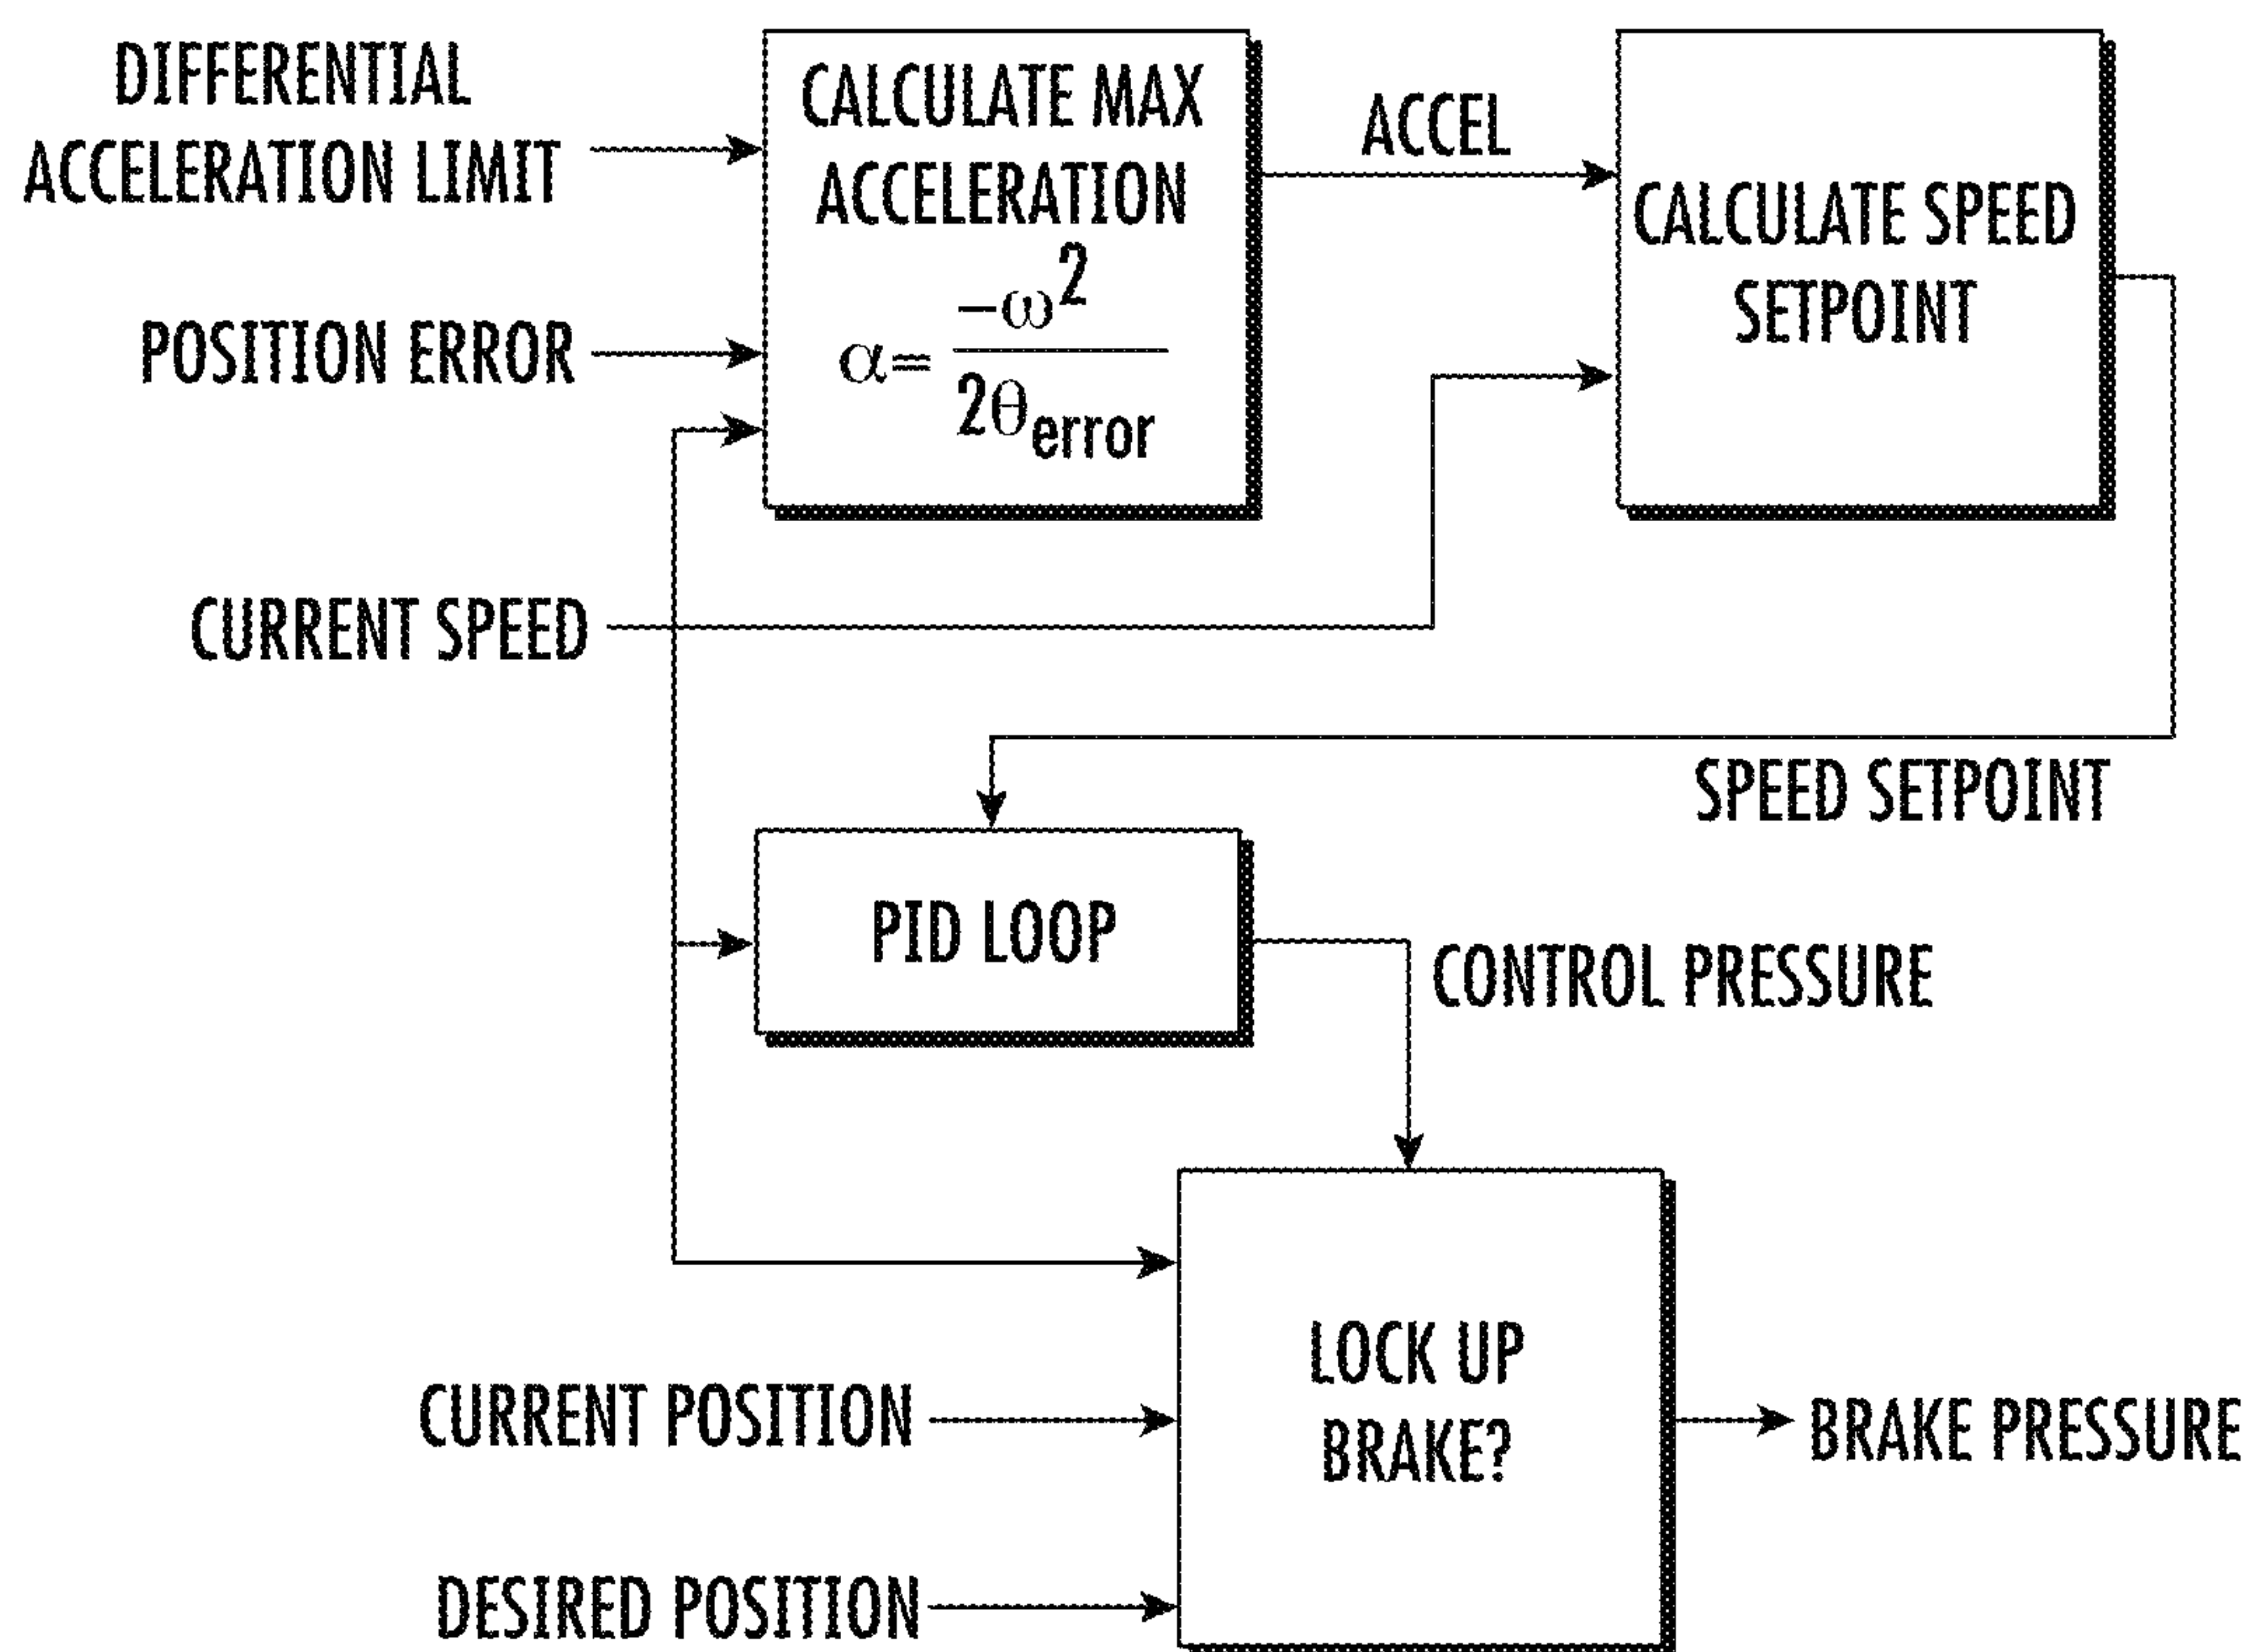 DIFFERENTIAL
ACCELERATION LIMIT
POSITION ERROR
CURRENT SPEED
CALCULATE MAX
ACCELERATION
α= -ω²
2θerror
ACCEL
CALCULATE SPEED
SETPOINT
SPEED SETPOINT
PID LOOP
CONTROL PRESSURE
CURRENT POSITION
DESIRED POSITION
LOCK UP
BRAKE?
BRAKE PRESSURE